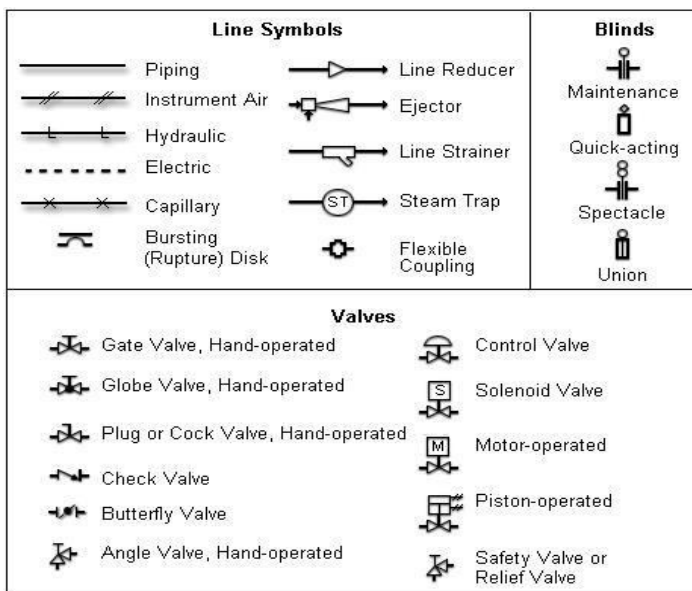 Line Symbols
Piping
Instrument Air
Hydraulic
Electric
Capillary
Bursting
(Rupture) Disk
Line Reducer
Ejector
Line Strainer
ST
Steam Trap
Flexible
Coupling
Blinds
Maintenance
Quick-acting
Spectacle
Union
Valves
Gate Valve, Hand-operated
Globe Valve, Hand-operated
Plug or Cock Valve, Hand-operated
Check Valve
Butterfly Valve
Angle Valve, Hand-operated
Control Valve
S
Solenoid Valve
M
Motor-operated
Piston-operated
Safety Valve or
Relief Valve